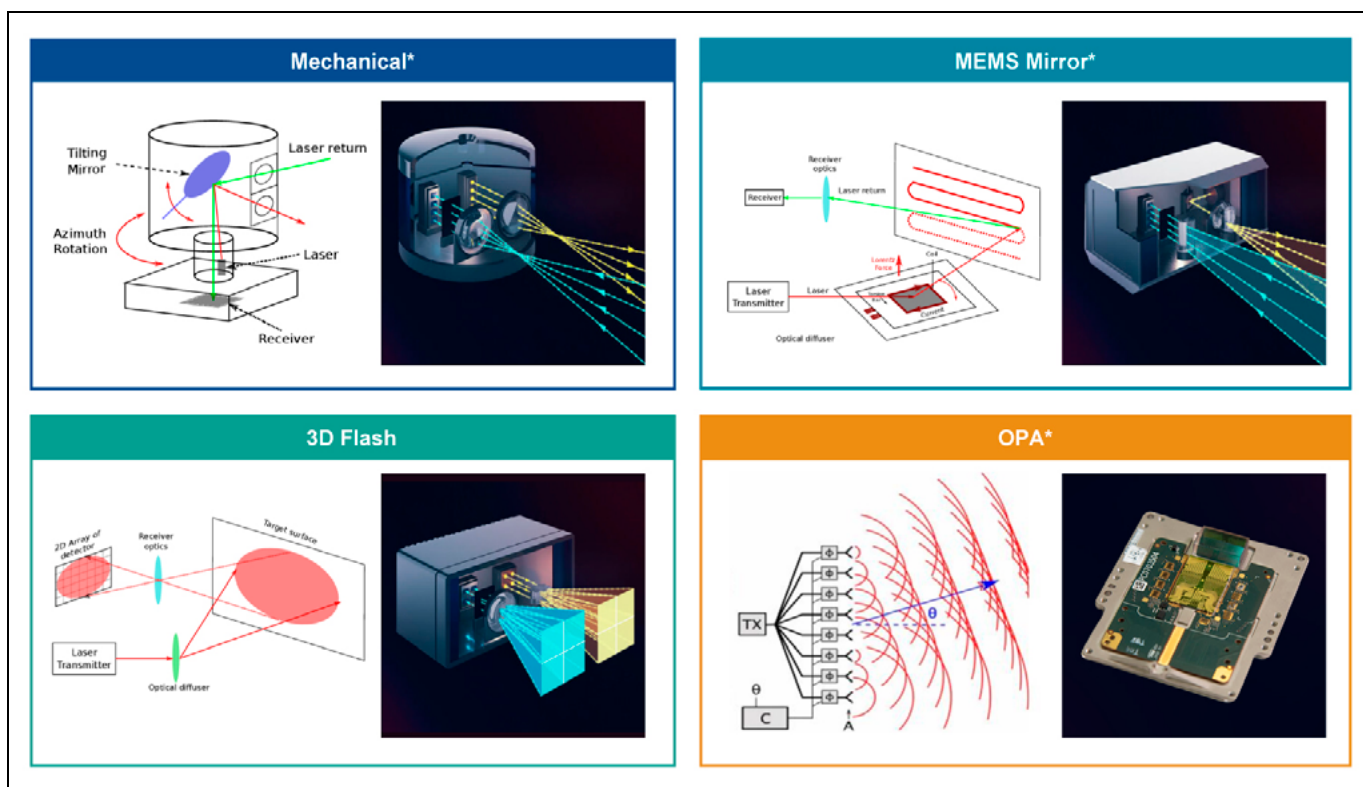 Mechanical*
Tilting
Mirror
Laser return
Azimuth
Rotation
Laser
Receiver
MEMS Mirror*
Receiver
optics
Receiver
Laser return
Coil
Lorentz
Force
Laser
Transmitter
Laser
Current
Optical diffuser
3D Flash
2D Array of
detector
Receiver
optics
Target surface
Laser
Transmitter
Optical diffuser
OPA*
TX
Φ
Φ
Φ
Φ
Φ
Φ
Φ
Φ
θ
θ
C
A